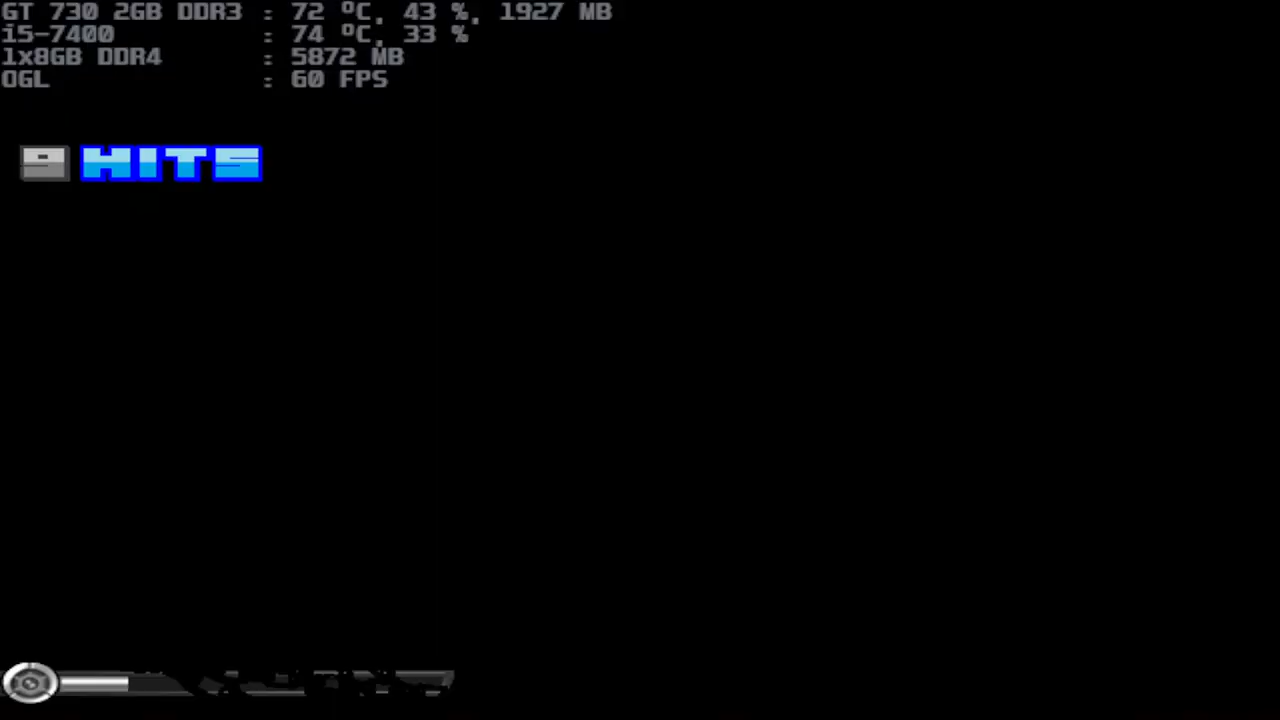 GT 730 2GB DDR3 : 72 ºC, 43 %, 1927 MB
i5-7400 : 74 ºC, 33 %
1x8GB DDR4 : 5872 MB
OGL : 60 FPS
9 HITS